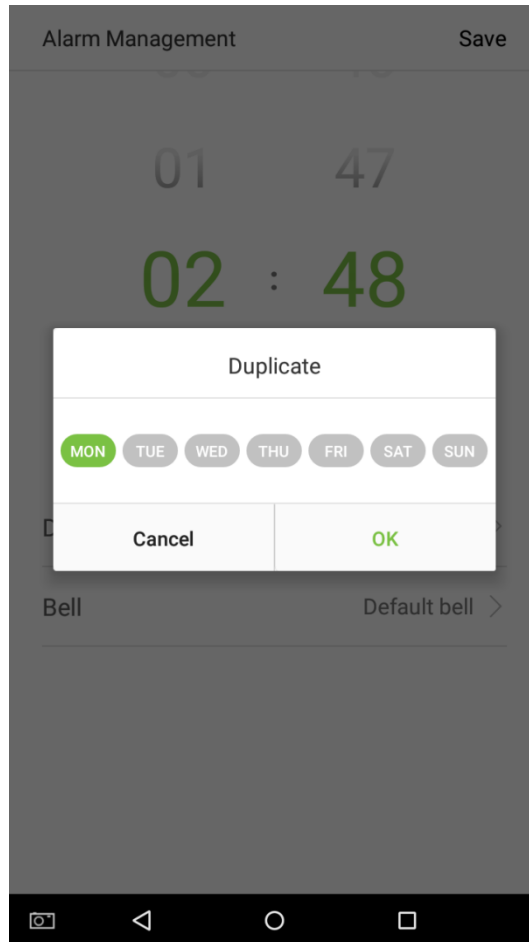 Alarm Management Save
01 47
02 : 48
Duplicate
MON TUE WED THU FRI SAT SUN
Cancel OK
Bell Default bell